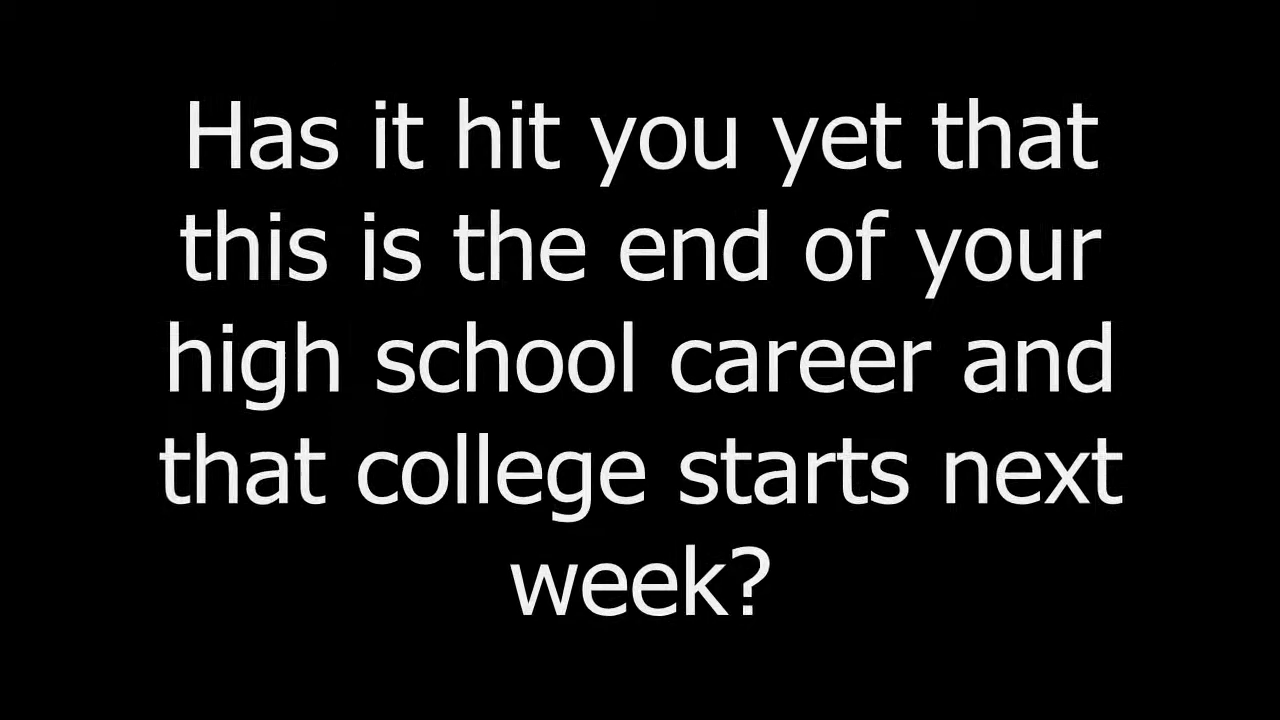 Has it hit you yet that
this is the end of your
high school career and
that college starts next
week?